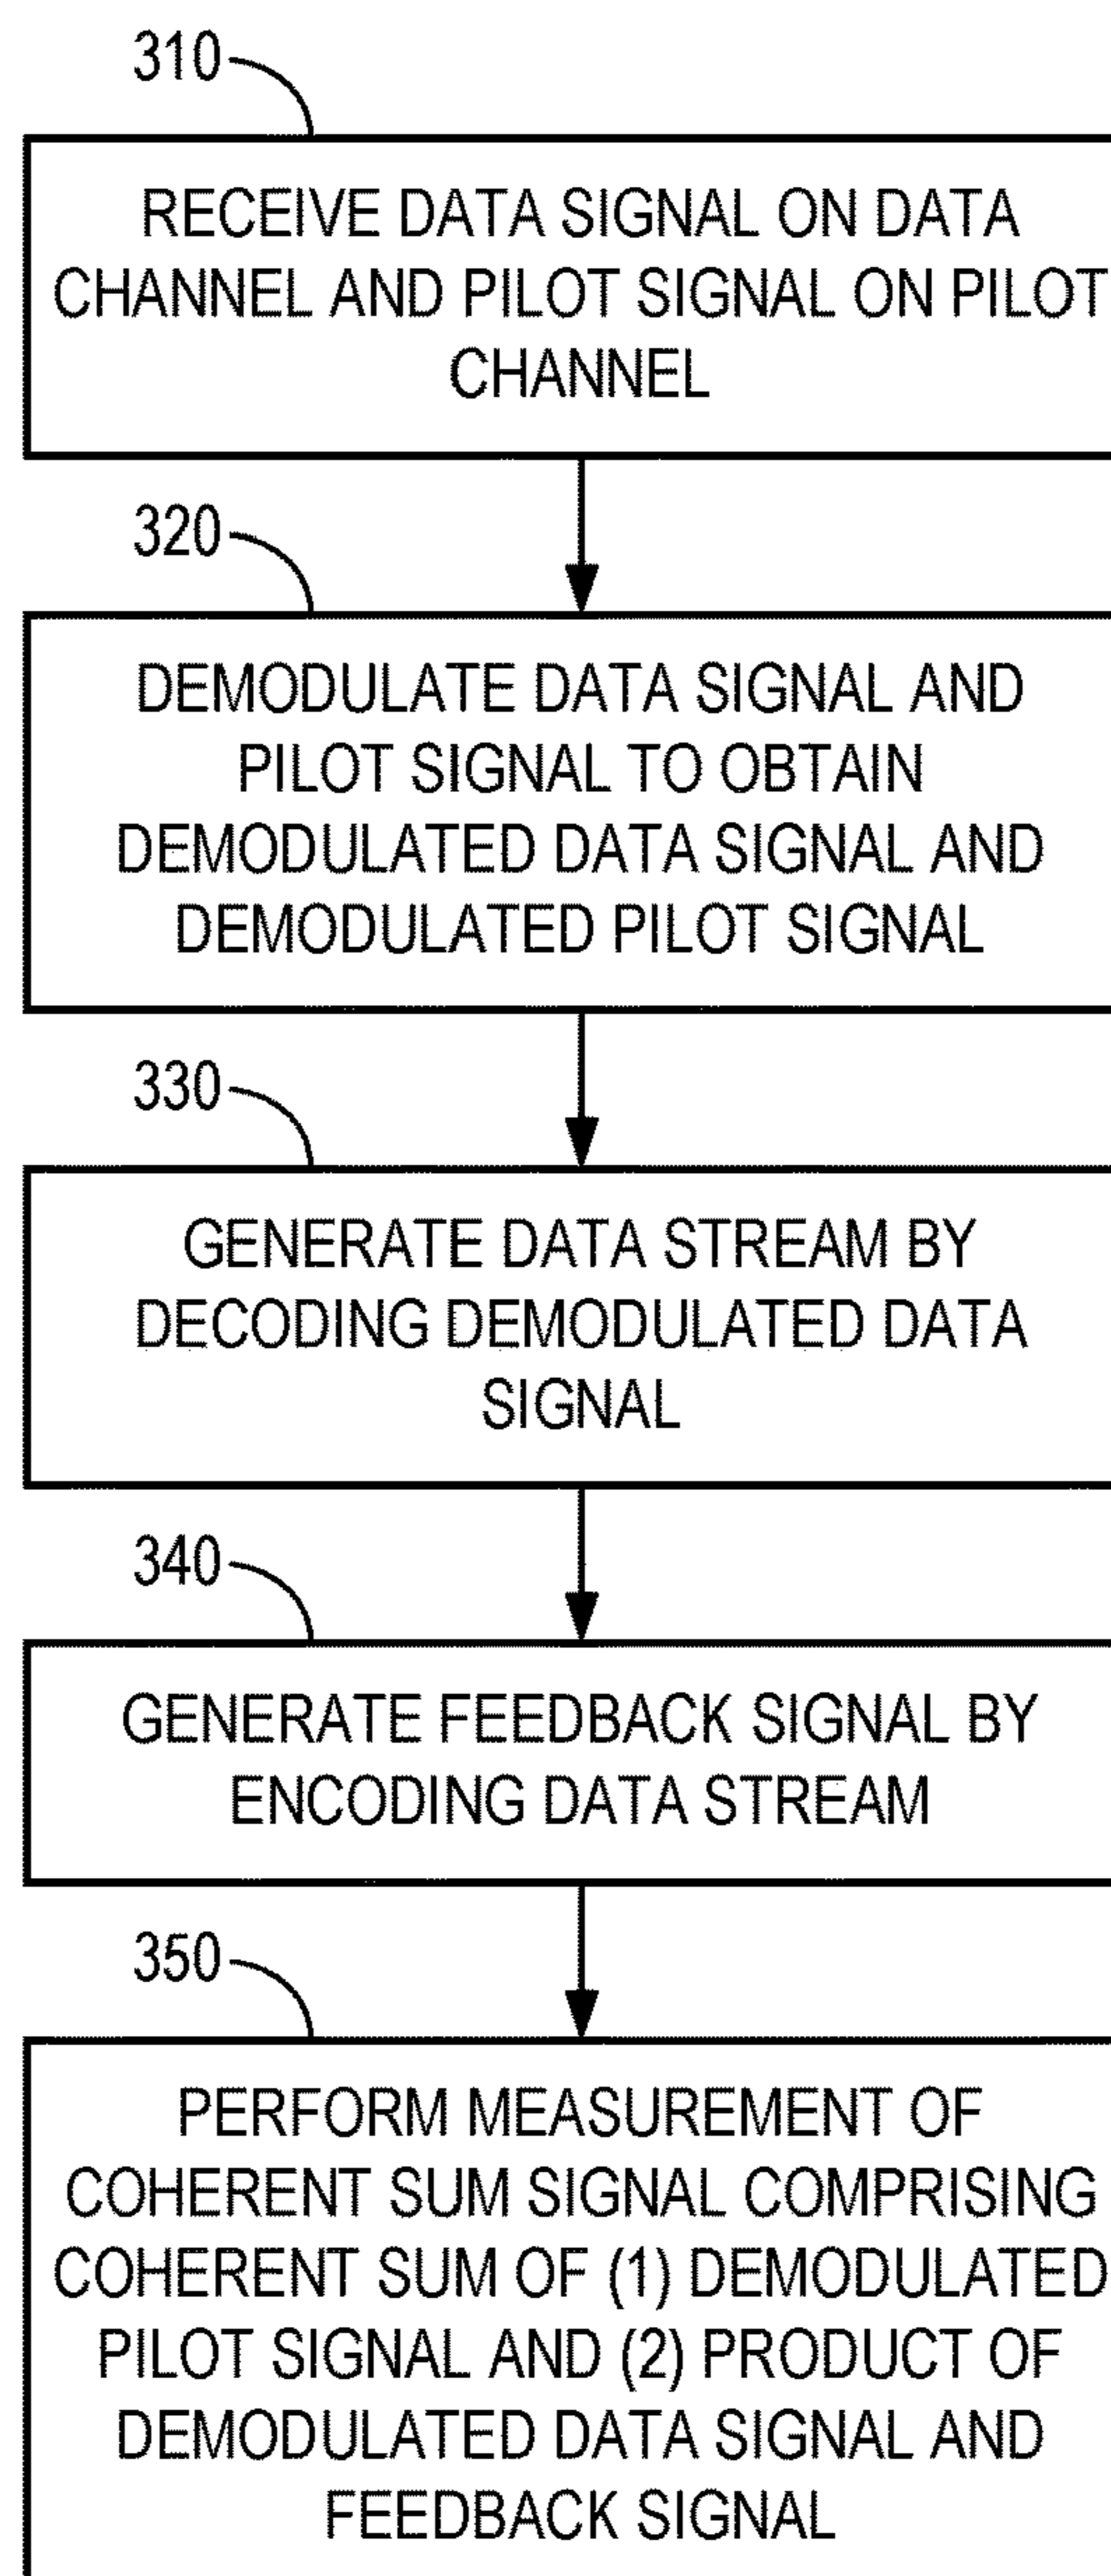 310
RECEIVE DATA SIGNAL ON DATA
CHANNEL AND PILOT SIGNAL ON PILOT
CHANNEL
320
DEMODULATE DATA SIGNAL AND
PILOT SIGNAL TO OBTAIN
DEMODULATED DATA SIGNAL AND
DEMODULATED PILOT SIGNAL
330
GENERATE DATA STREAM BY
DECODING DEMODULATED DATA
SIGNAL
340
GENERATE FEEDBACK SIGNAL BY
ENCODING DATA STREAM
350
PERFORM MEASUREMENT OF
COHERENT SUM SIGNAL COMPRISING
COHERENT SUM OF (1) DEMODULATED
PILOT SIGNAL AND (2) PRODUCT OF
DEMODULATED DATA SIGNAL AND
FEEDBACK SIGNAL